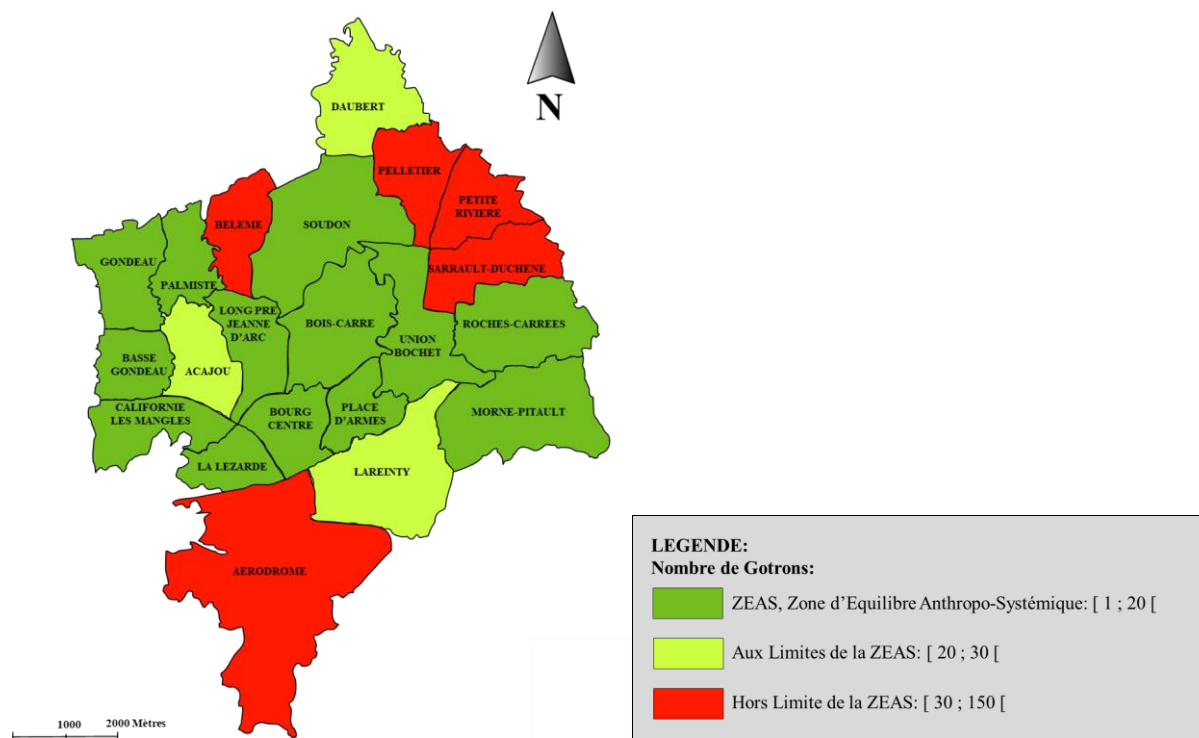 DAUBERT
N
PELLETIER
PETITE
RIVIERE
BELEME
SOUDON
GONDEAU
SARRAULT-DUCHENE
PALMISTE
LONG PRE
JEANNE
D'ARC
BOIS-CARRE
ROCHES-CARREES
UNION
BOCHET
BASSE
GONDEAU
ACAJOU
CALIFORNIE
LES MANGLES
BOURG
CENTRE
PLACE
D'ARMES
MORNE-PITAULT
LA LEZARDE
LAREINTY
AERODROME
LEGENDE:
Nombre de Gotrons:
ZEAS, Zone d'Equilibre Anthropo-Systémique: [ 1 ; 20 [
Aux Limites de la ZEAS: [ 20 ; 30 [
Hors Limite de la ZEAS: [ 30 ; 150 [
1000 2000 Mètres